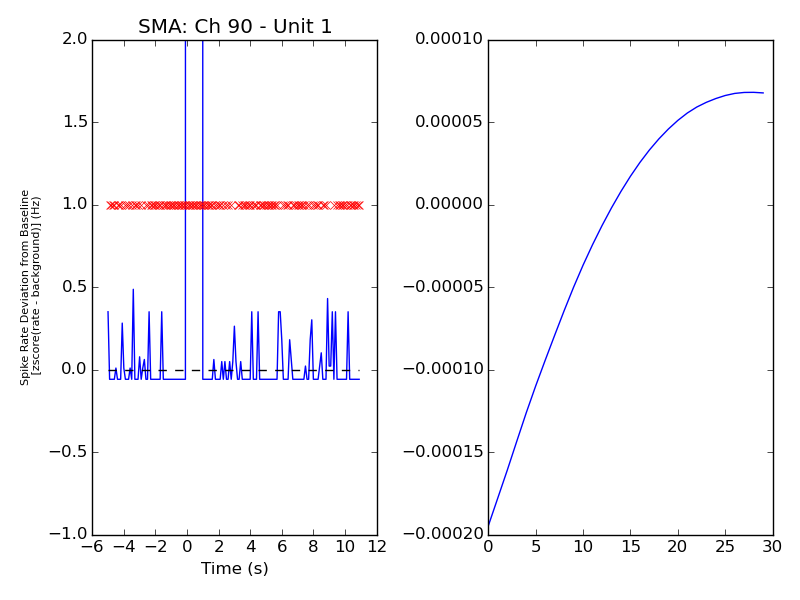 SMA: Ch 90 - Unit 1
2.0
1.5
1.0
0.5
0.0
−0.5
−1.0
−6 −4 −2 0 2 4 6 8 10 12
Time (s)
Spike Rate Deviation from Baseline
[zscore(rate - background)] (Hz)
0.00010
0.00005
0.00000
−0.00005
−0.00010
−0.00015
−0.00020
0 5 10 15 20 25 30